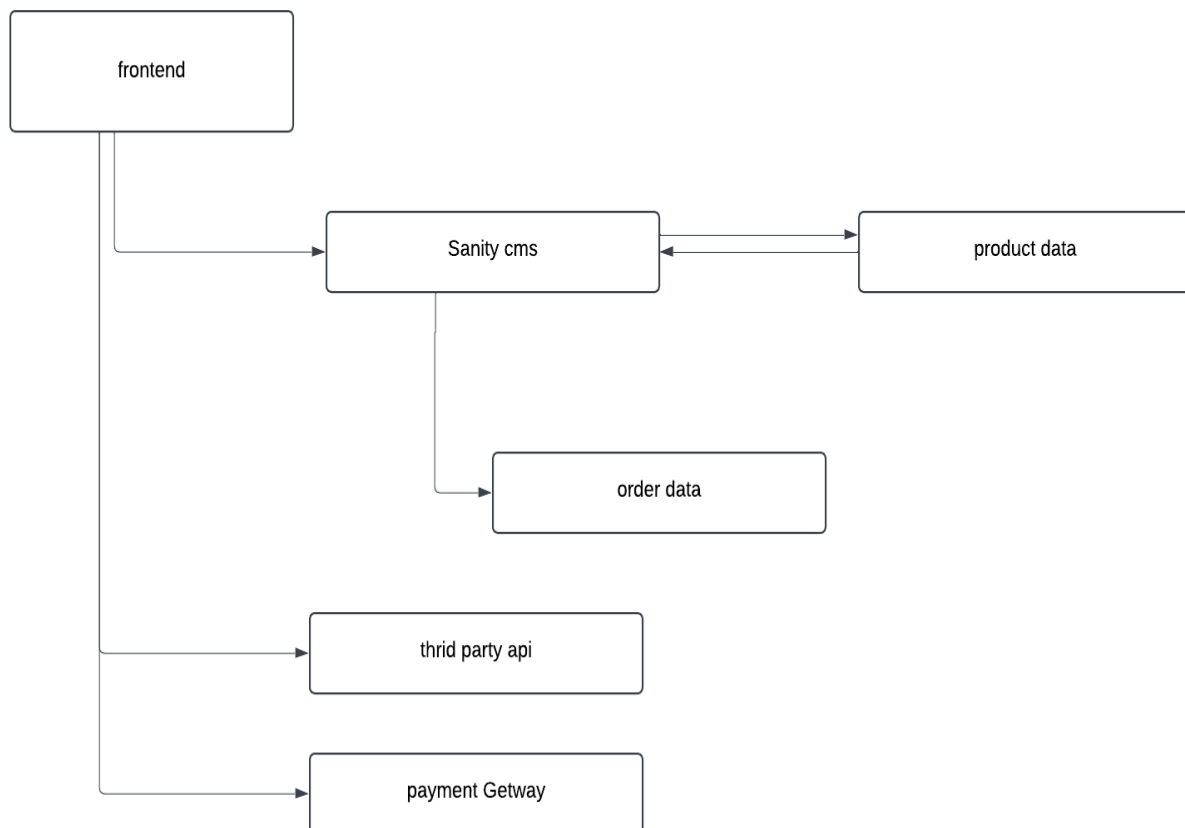 frontend
Sanity cms
product data
order data
thrid party api
payment Getway